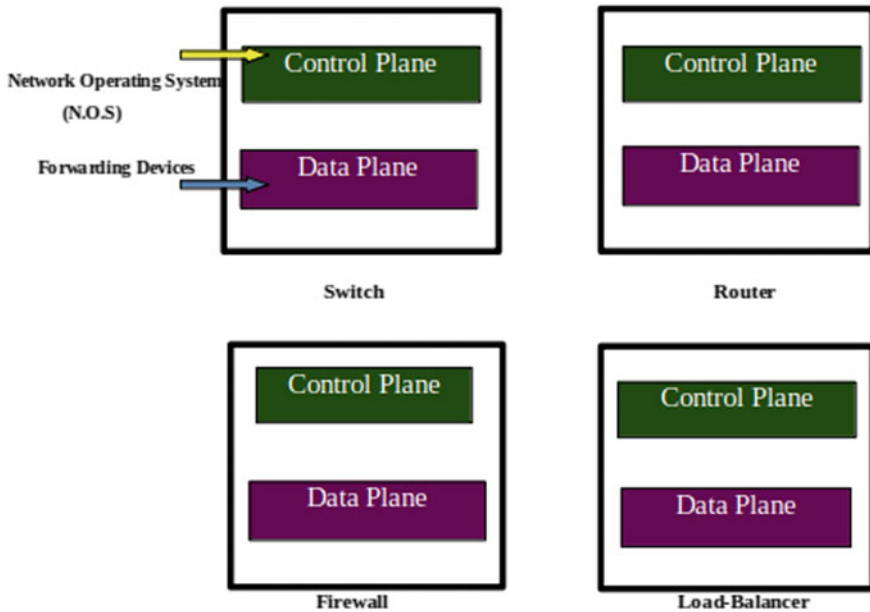 Control Plane
Network Operating System
(N.O.S)
Forwarding Devices
Data Plane
Switch
Control Plane
Data Plane
Router
Control Plane
Data Plane
Firewall
Control Plane
Data Plane
Load-Balancer